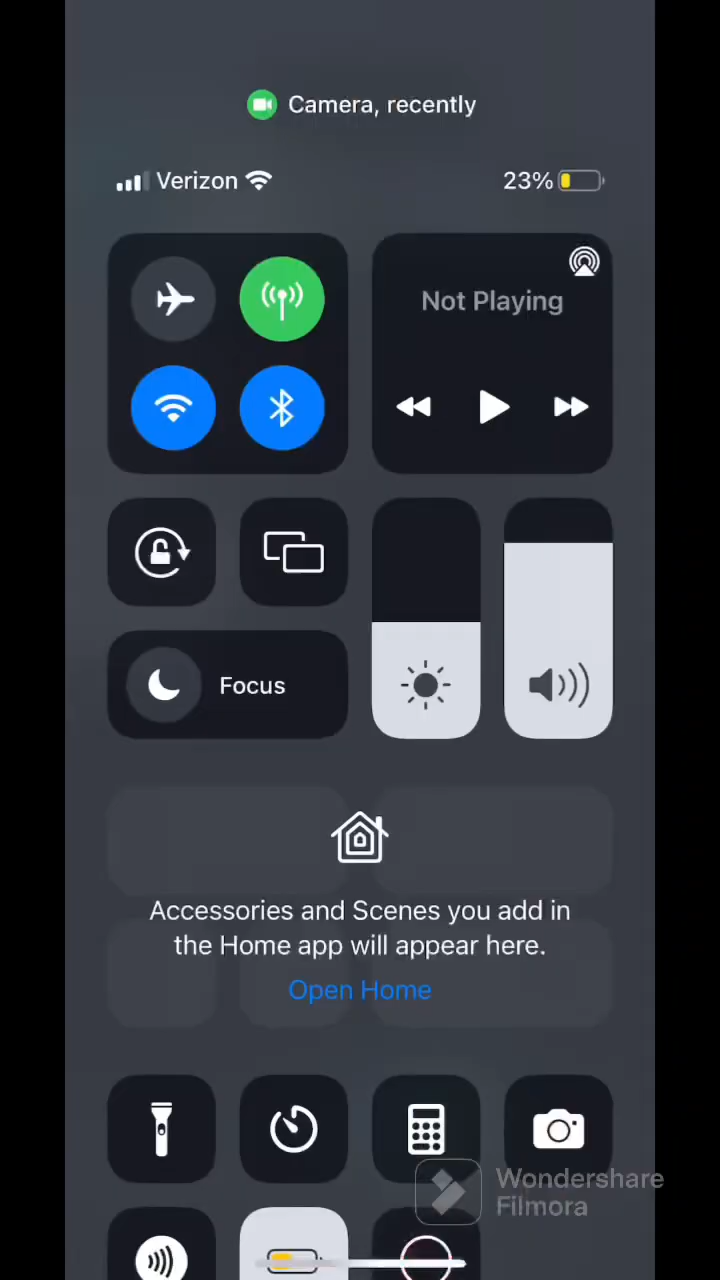 Camera, recently
Verizon
23%
Not Playing
Focus
Accessories and Scenes you add in
the Home app will appear here.
Open Home
Wondershare
Filmora